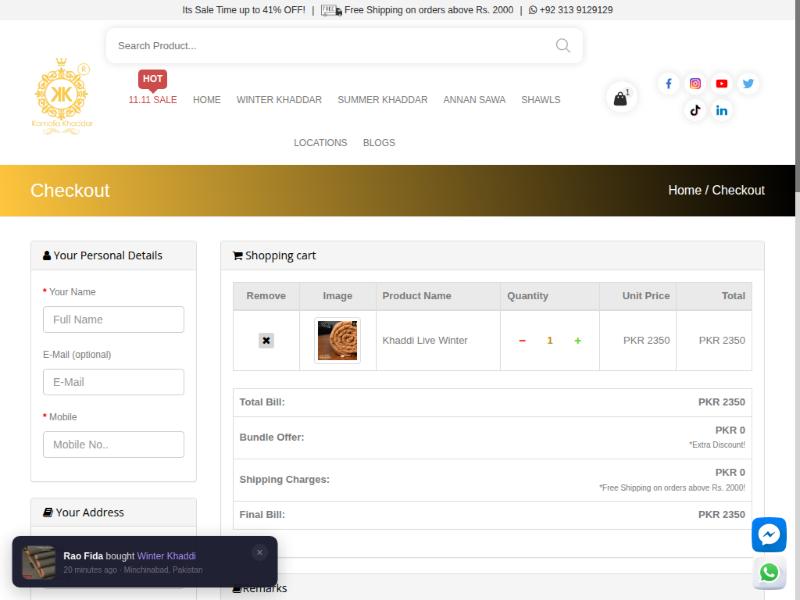 Its Sale Time up to 41% OFF! | FREE Free Shipping on orders above Rs. 2000 | +92 313 9129129
Search Product...
HOT
11.11 SALE HOME WINTER KHADDAR SUMMER KHADDAR ANNAN SAWA SHAWLS
1
LOCATIONS BLOGS
Kamalia Khaddar
Checkout
Home / Checkout
Your Personal Details
* Your Name
Full Name
E-Mail (optional)
E-Mail
* Mobile
Mobile No..
Your Address
Shopping cart
Remove Image Product Name Quantity Unit Price Total
Khaddi Live Winter − 1 + PKR 2350 PKR 2350
Total Bill: PKR 2350
Bundle Offer: PKR 0
*Extra Discount!
Shipping Charges: PKR 0
*Free Shipping on orders above Rs. 2000!
Final Bill: PKR 2350
Remarks
Rao Fida bought Winter Khaddi
20 minutes ago · Minchinabad, Pakistan